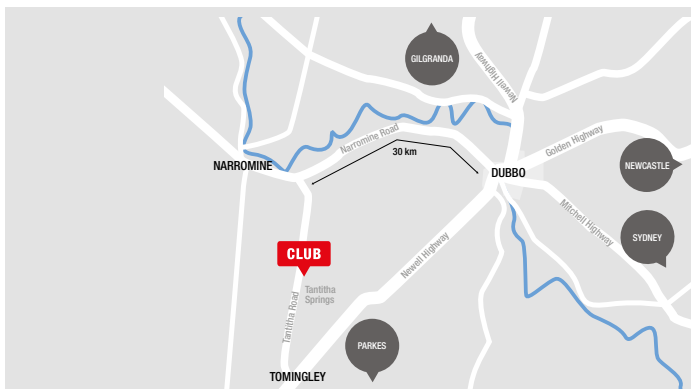 GILGRANDA
Newell Highway
Narromine Road
30 km
Golden Highway
NARROMINE
DUBBO
NEWCASTLE
Mitchell Highway
SYDNEY
CLUB
Newell Highway
Tantitha
Springs
Tantitha Road
PARKES
TOMINGLEY